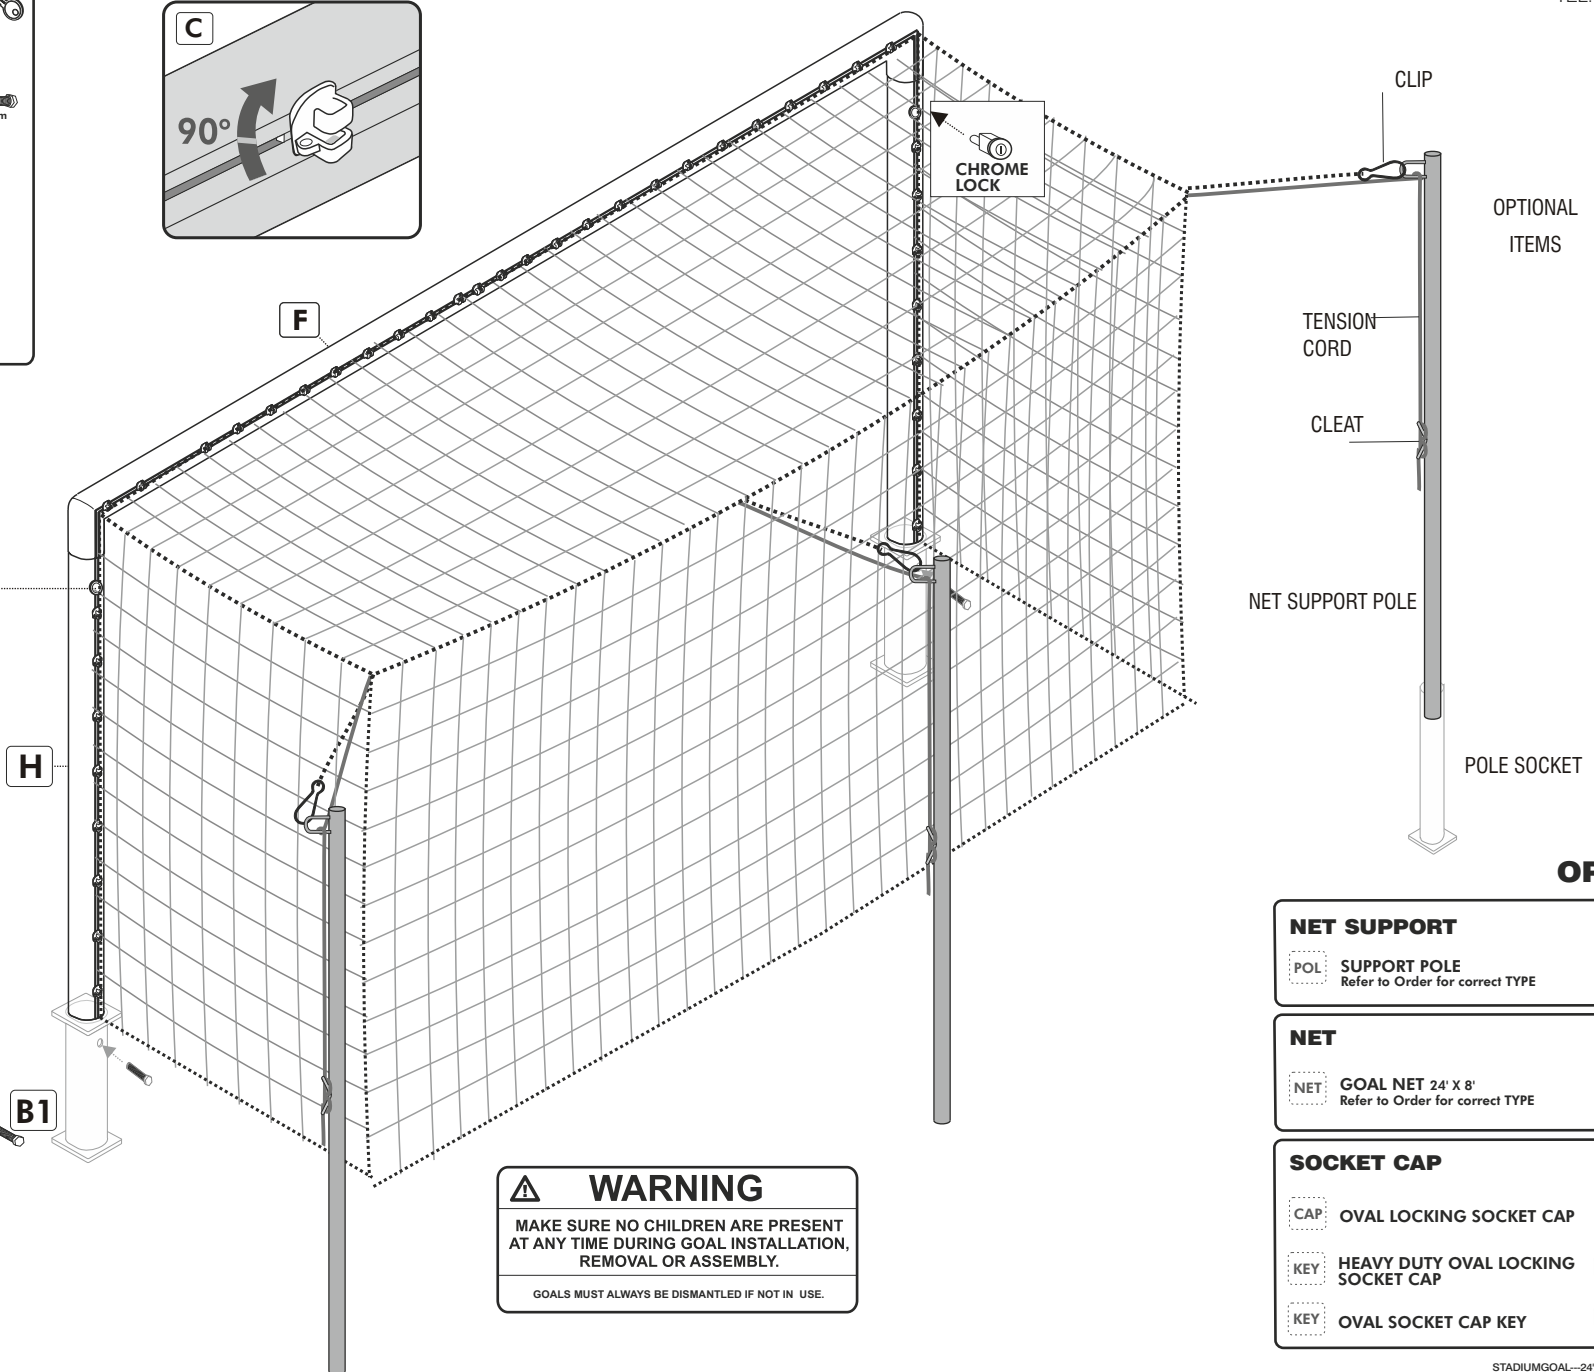 C
90°
CHROME
LOCK
CLIP
OPTIONAL
ITEMS
F
TENSION
CORD
CLEAT
NET SUPPORT POLE
H
POLE SOCKET
B1
WARNING
MAKE SURE NO CHILDREN ARE PRESENT
AT ANY TIME DURING GOAL INSTALLATION,
REMOVAL OR ASSEMBLY.
GOALS MUST ALWAYS BE DISMANTLED IF NOT IN USE.
NET SUPPORT
POL SUPPORT POLE
Refer to Order for correct TYPE
NET
NET GOAL NET 24' X 8'
Refer to Order for correct TYPE
SOCKET CAP
CAP OVAL LOCKING SOCKET CAP
KEY HEAVY DUTY OVAL LOCKING
SOCKET CAP
KEY OVAL SOCKET CAP KEY
STADIUMGOAL---24'